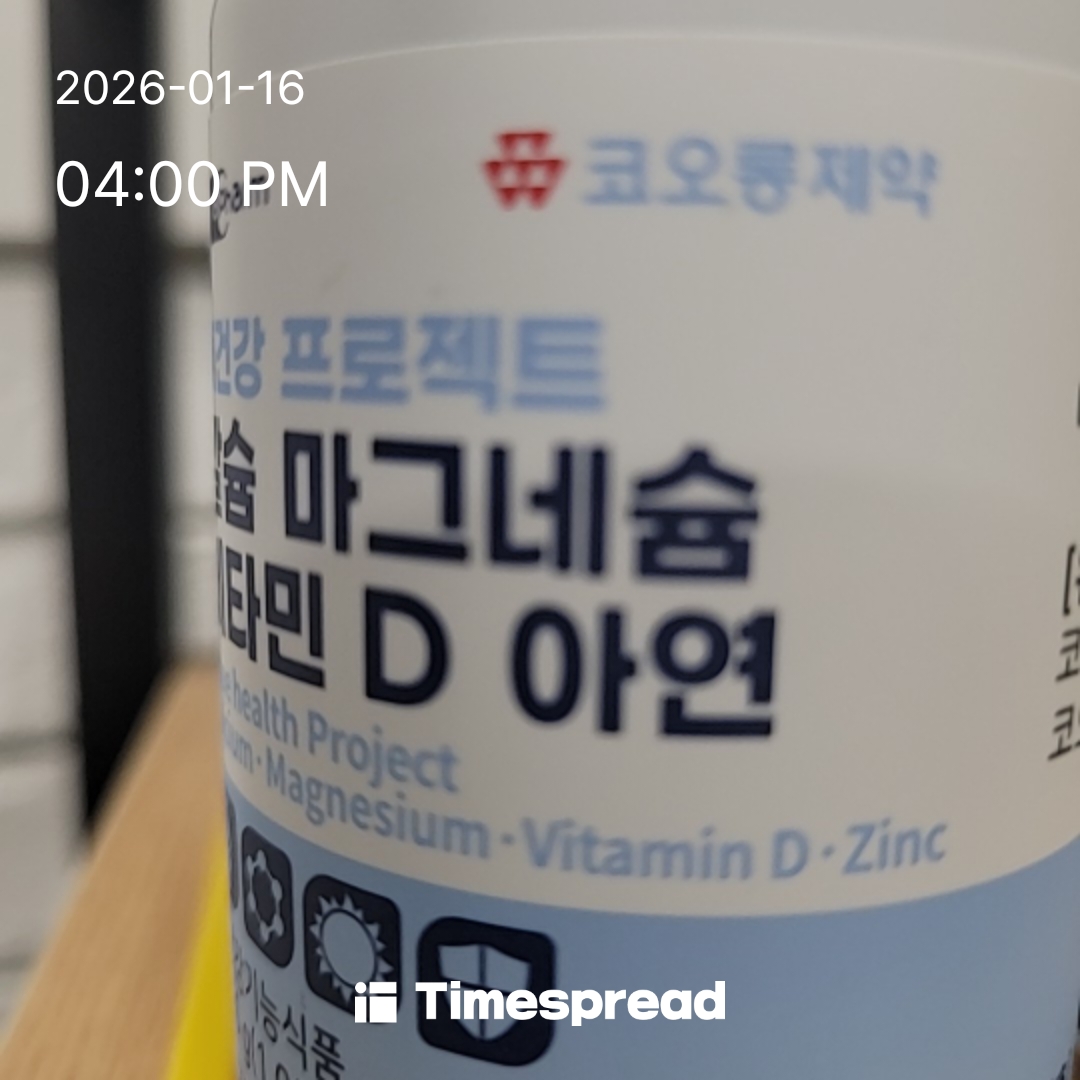 2026-01-16
04:00 PM
코오롱제약
건강 프로젝트
마그네슘
비타민 D 아연
health Project
Magnesium · Vitamin D · Zinc
Timespread